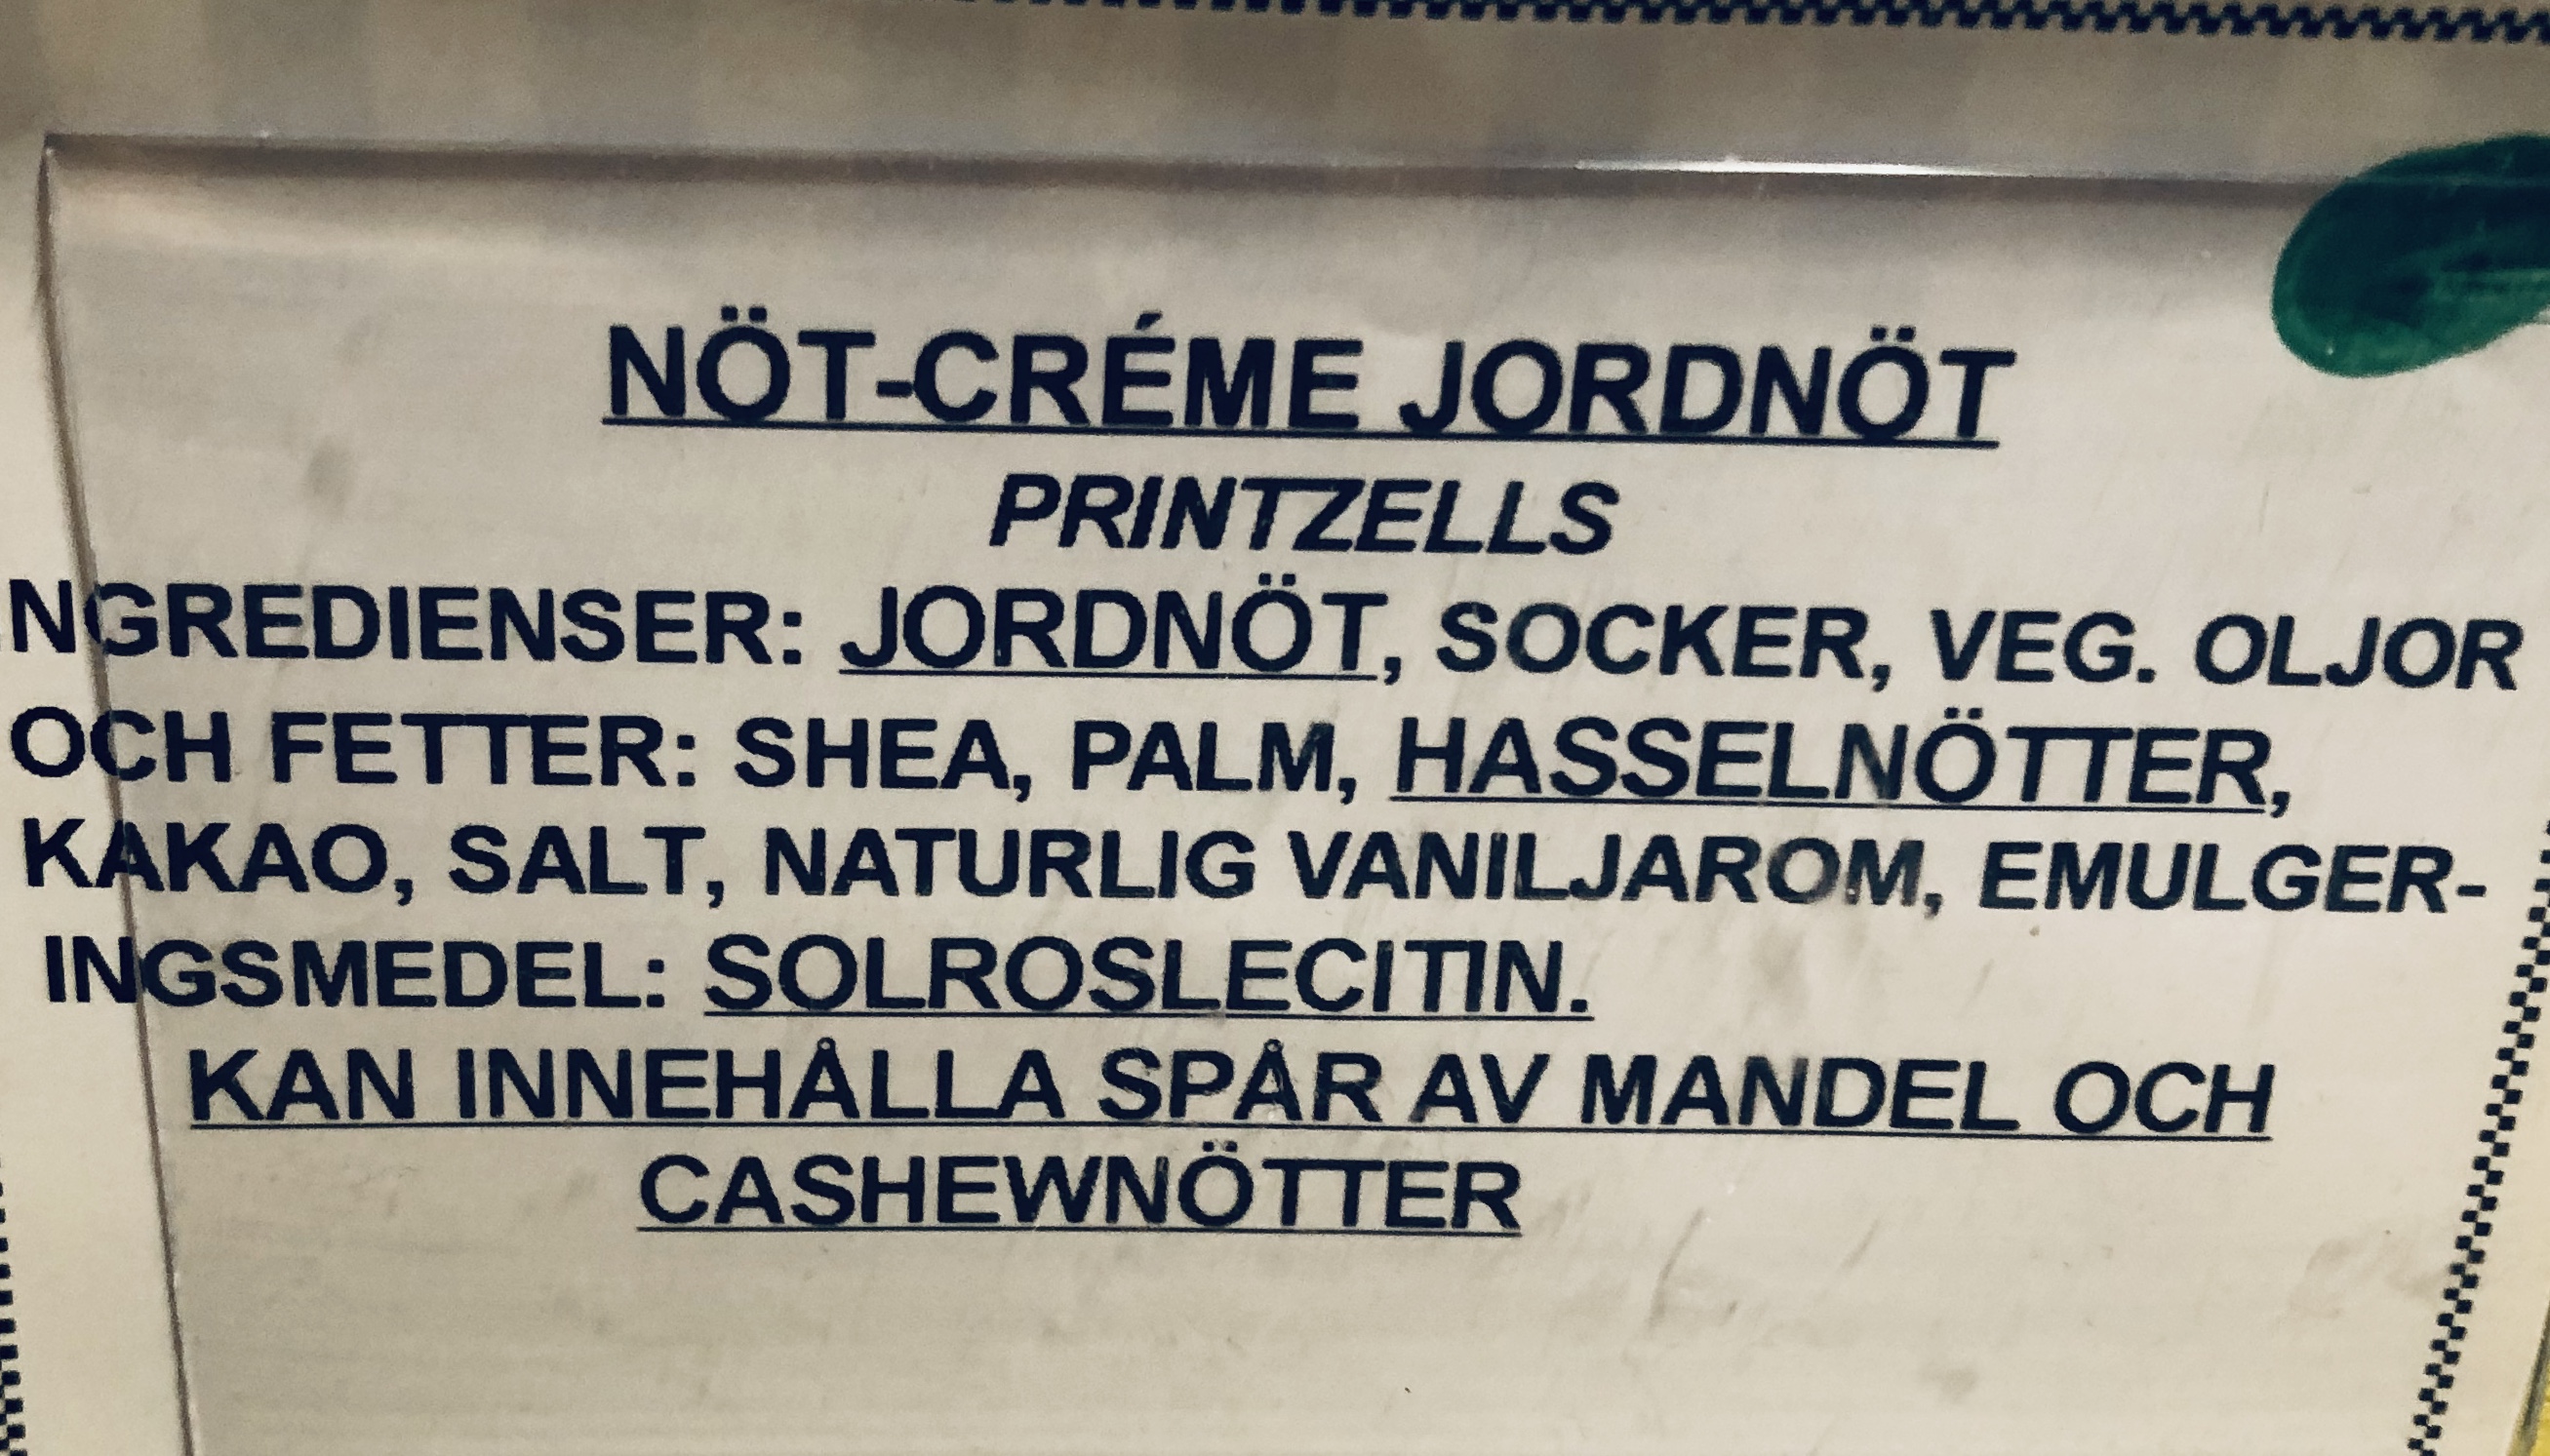 NÖT-CRÉME JORDNÖT
PRINTZELLS
INGREDIENSER: JORDNÖT, SOCKER, VEG. OLJOR
OCH FETTER: SHEA, PALM, HASSELNÖTTER,
KAKAO, SALT, NATURLIG VANILJAROM, EMULGER-
INGSMEDEL: SOLROSLECITIN.
KAN INNEHÅLLA SPÅR AV MANDEL OCH
CASHEWNÖTTER